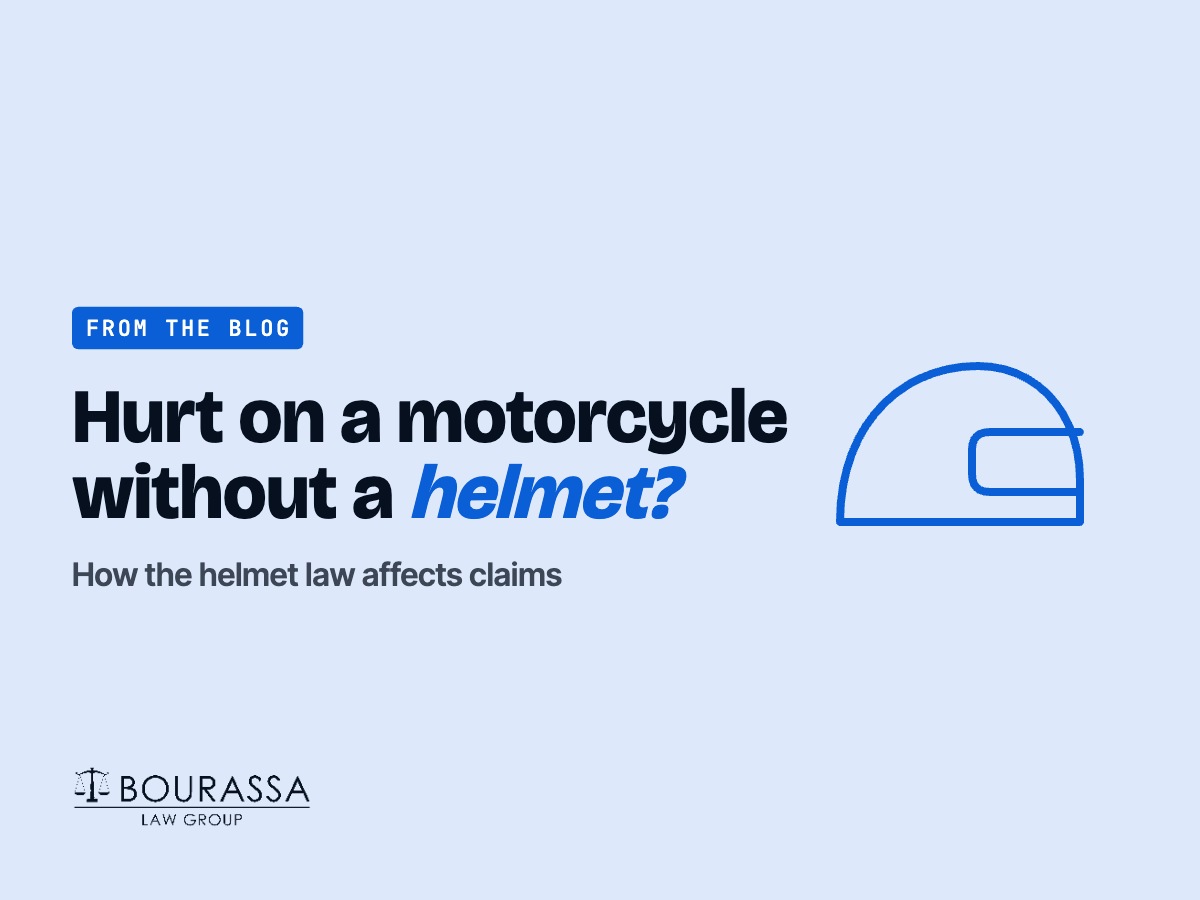 FROM THE BLOG
Hurt on a motorcycle
without a helmet?
How the helmet law affects claims
BOURASSA
LAW GROUP